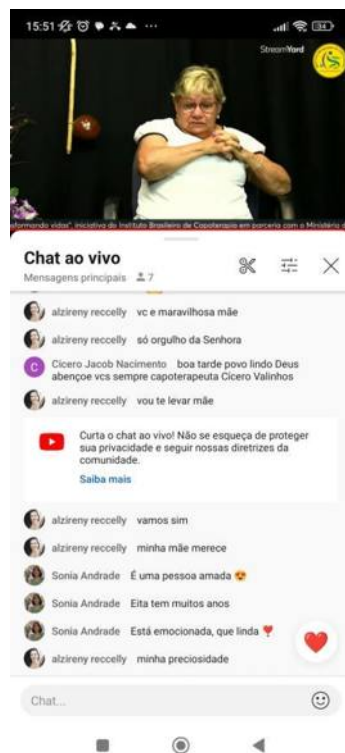 15:51
StreamYard
formando vidas", iniciativa do Instituto Brasileiro de Capoterapia em parceria com o Ministério d
Chat ao vivo
Mensagens principais 7
alzireny reccelly vc e maravilhosa mãe
alzireny reccelly só orgulho da Senhora
C Cícero Jacob Nacimento boa tarde povo lindo Deus
abençoe vcs sempre capoterapeuta Cícero Valinhos
alzireny reccelly vou te levar mãe
Curta o chat ao vivo! Não se esqueça de proteger
sua privacidade e seguir nossas diretrizes da
comunidade.
Saiba mais
alzireny reccelly vamos sim
alzireny reccelly minha mãe merece
Sonia Andrade É uma pessoa amada 😍
Sonia Andrade Eita tem muitos anos
Sonia Andrade Está emocionada, que linda ❣️
alzireny reccelly minha preciosidade
Chat...